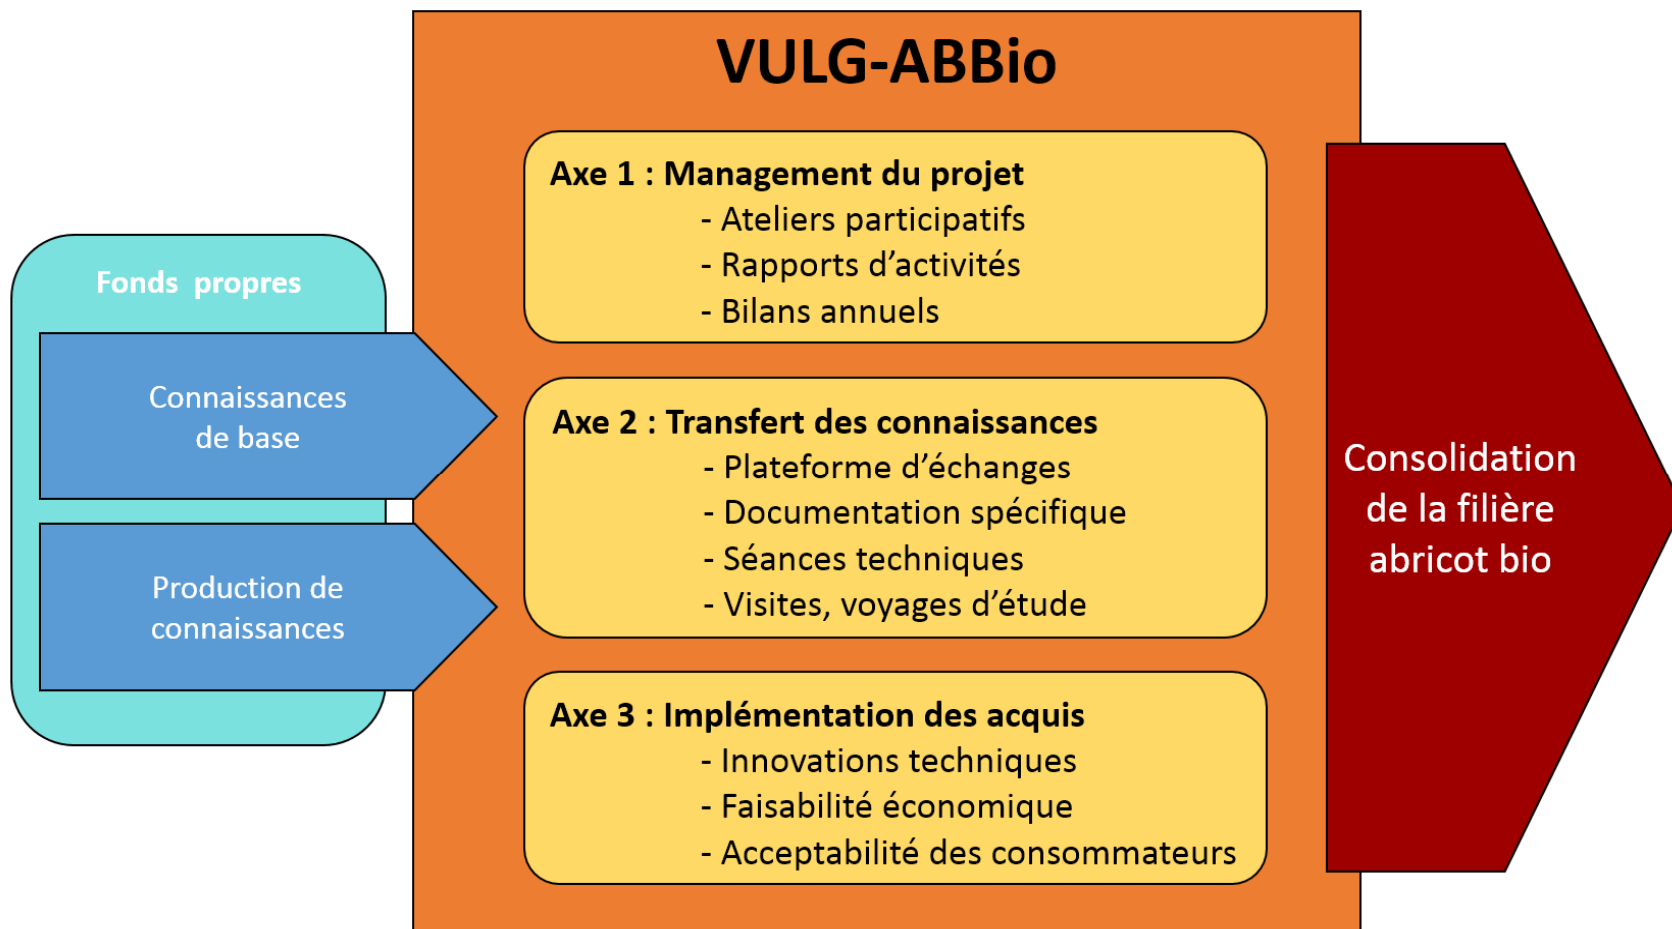 VULG-ABBio
Fonds propres
Connaissances
de base
Production de
connaissances
Axe 1 : Management du projet
- Ateliers participatifs
- Rapports d’activités
- Bilans annuels
Axe 2 : Transfert des connaissances
- Plateforme d’échanges
- Documentation spécifique
- Séances techniques
- Visites, voyages d’étude
Axe 3 : Implémentation des acquis
- Innovations techniques
- Faisabilité économique
- Acceptabilité des consommateurs
Consolidation
de la filière
abricot bio